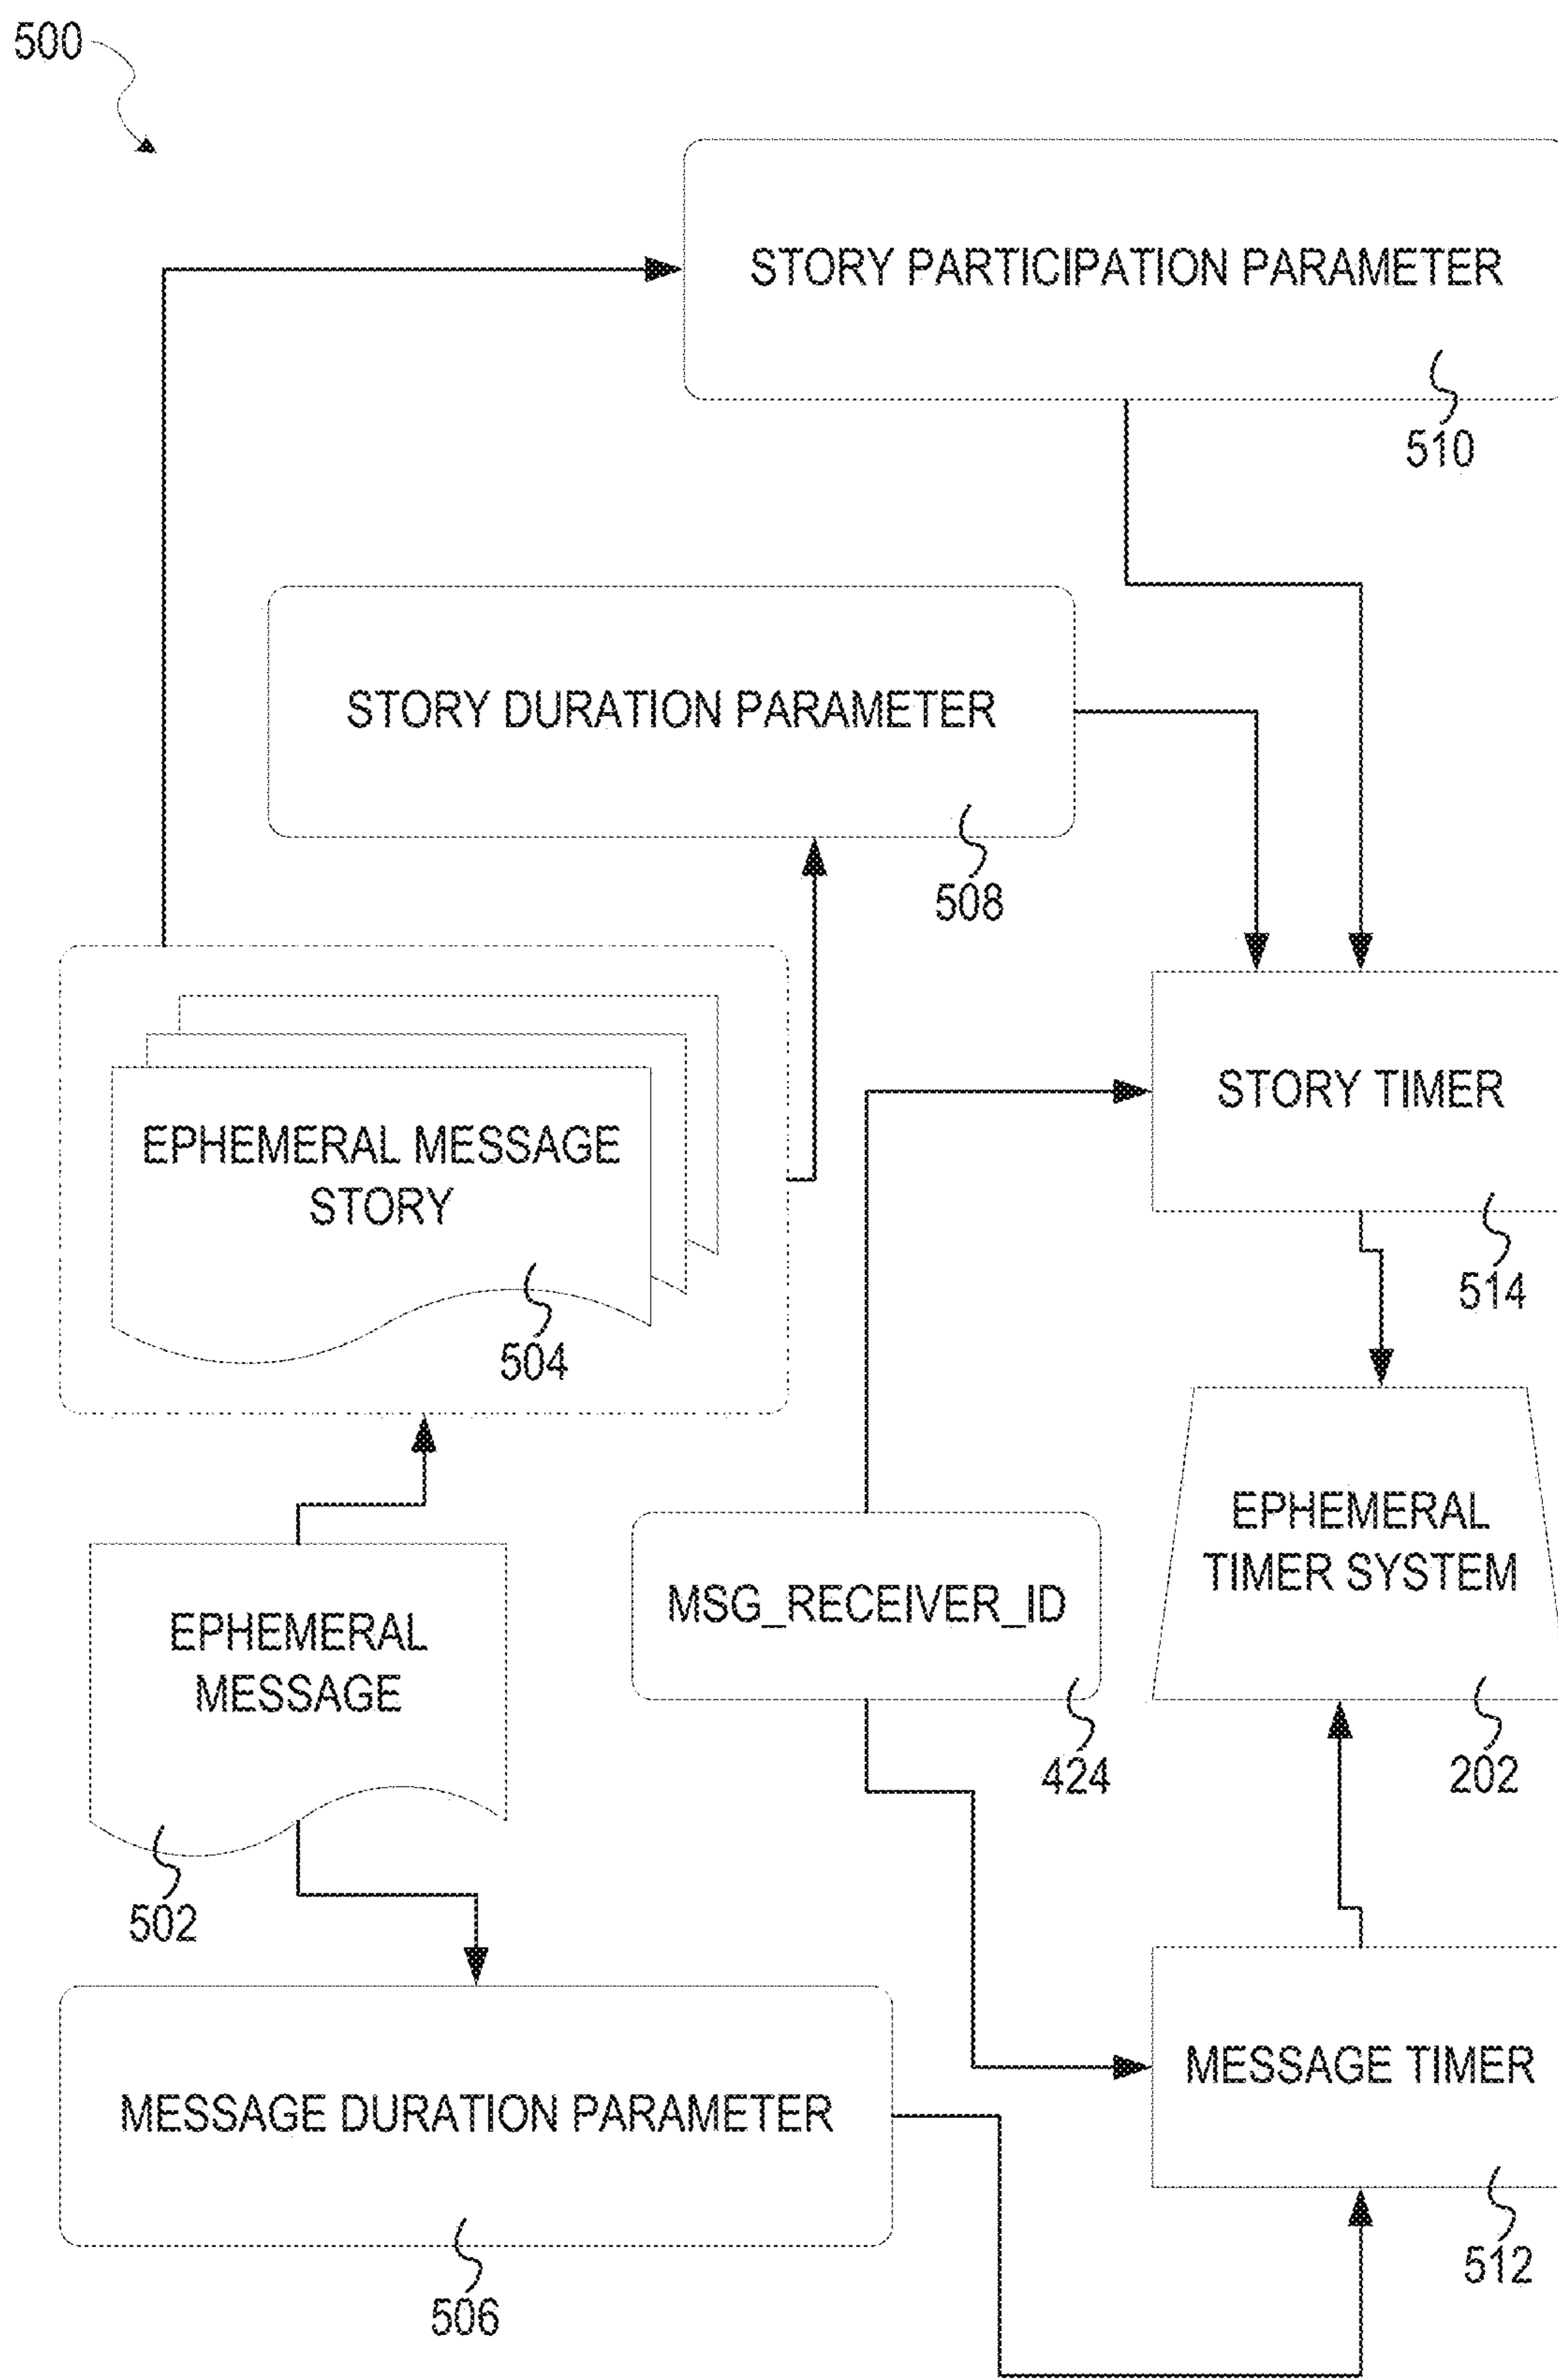 500
STORY PARTICIPATION PARAMETER
510
STORY DURATION PARAMETER
508
EPHEMERAL MESSAGE
STORY
504
STORY TIMER
514
EPHEMERAL
TIMER SYSTEM
202
MSG_RECEIVER_ID
424
EPHEMERAL
MESSAGE
502
MESSAGE TIMER
512
MESSAGE DURATION PARAMETER
506